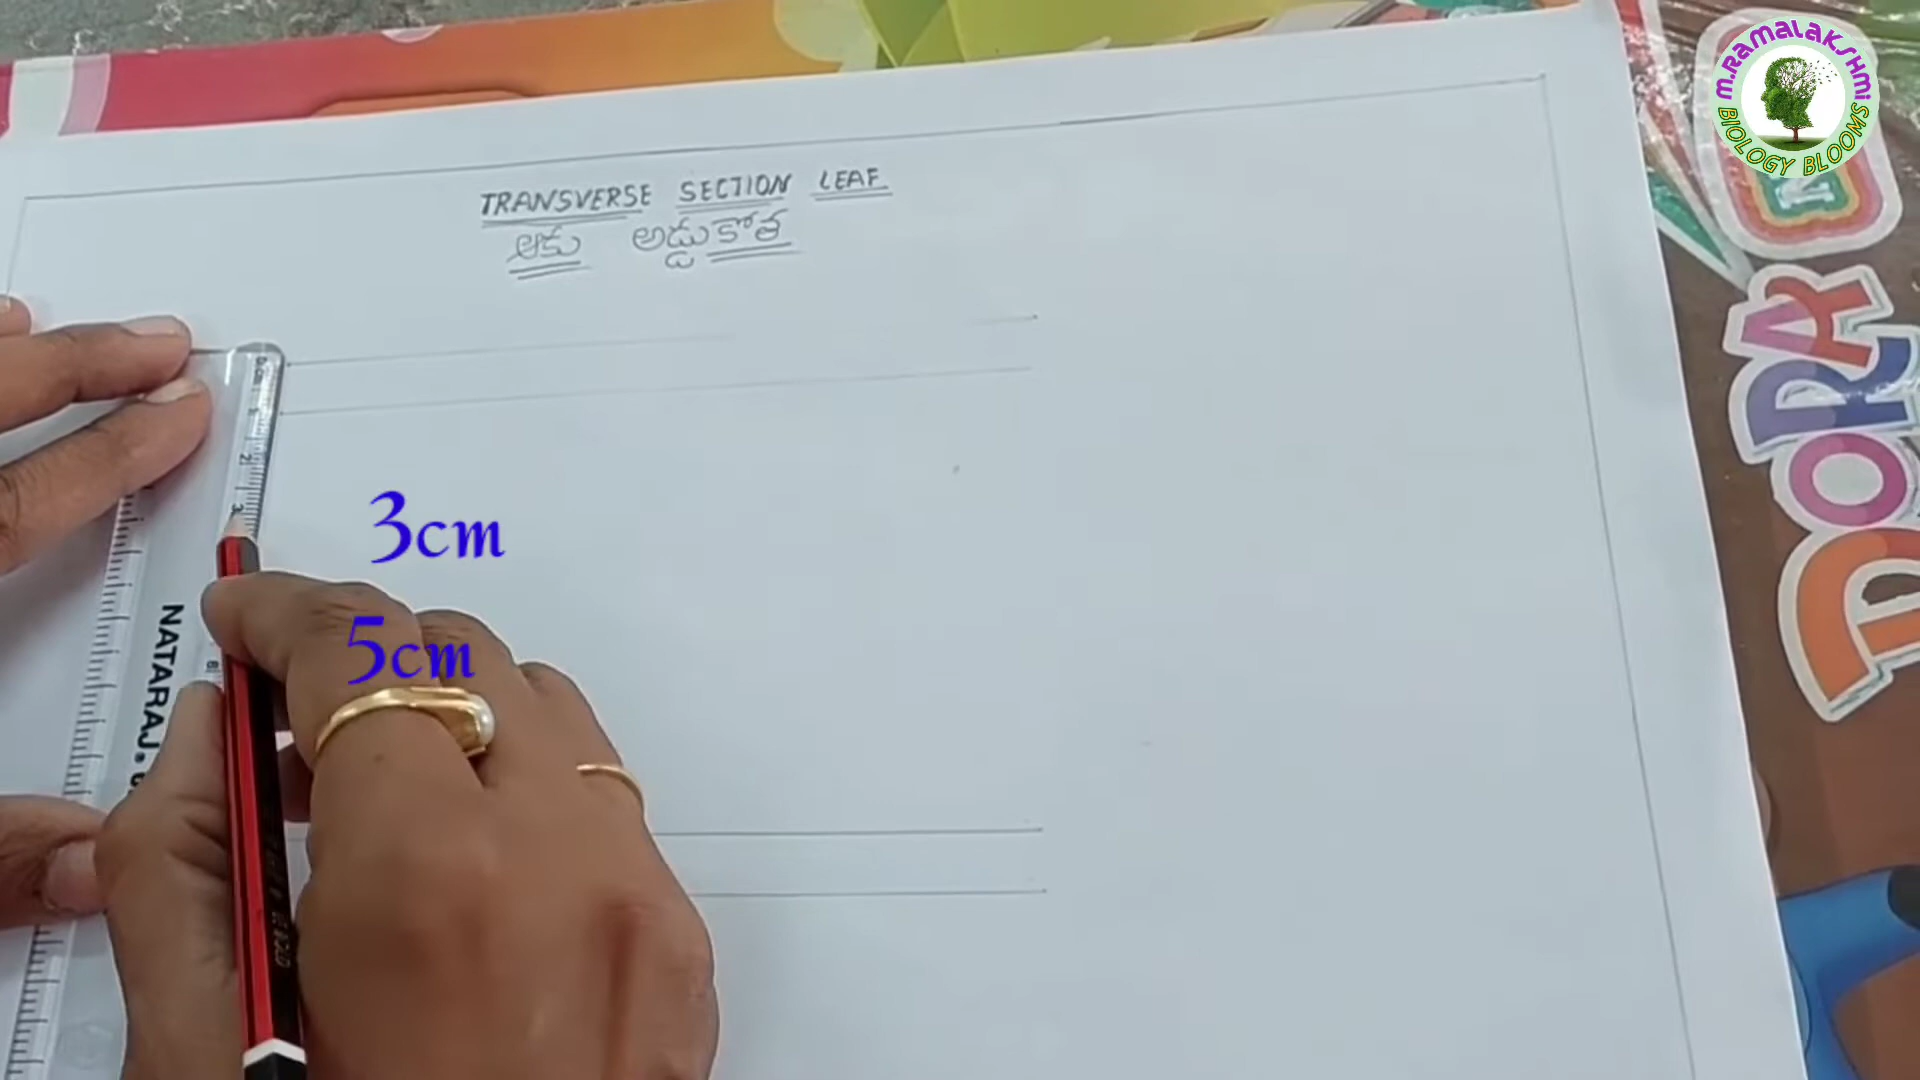 TRANSVERSE SECTION LEAF
ఆకు అడ్డుకోత
3cm
5cm
NATARAJ
M.RAMALAKSHMI
BIOLOGY BLOOMS
DORA